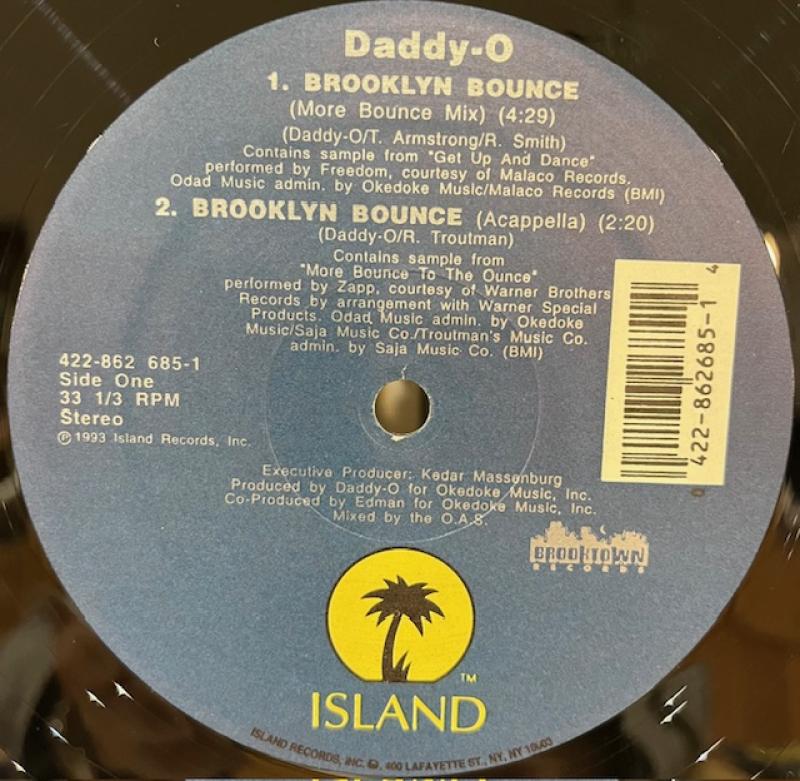 Daddy-O
1. BROOKLYN BOUNCE
(More Bounce Mix) (4:29)
(Daddy-O/T. Armstrong/R. Smith)
Contains sample from "Get Up And Dance"
performed by Freedom, courtesy of Malaco Records.
Odad Music admin. by Okedoke Music/Malaco Records (BMI)
2. BROOKLYN BOUNCE (Acappella) (2:20)
(Daddy-O/R. Troutman)
Contains sample from
"More Bounce To The Ounce"
performed by Zapp, courtesy of Warner Brothers
Records by arrangement with Warner Special
Products. Odad Music admin. by Okedoke
Music/Saja Music Co./Troutman's Music Co.
admin. by Saja Music Co. (BMI)
422-862 685-1
Side One
33 1/3 RPM
Stereo
℗ 1993 Island Records, Inc.
0 422-862685-1 4
Executive Producer: Kedar Massenburg
Produced by Daddy-O for Okedoke Music, Inc.
Co-Produced by Edman for Okedoke Music, Inc.
Mixed by the O.A.S.
BROOKTOWN
RECORDS
TM
ISLAND
ISLAND RECORDS, INC. ℗, 400 LAFAYETTE ST., NY, NY 10003